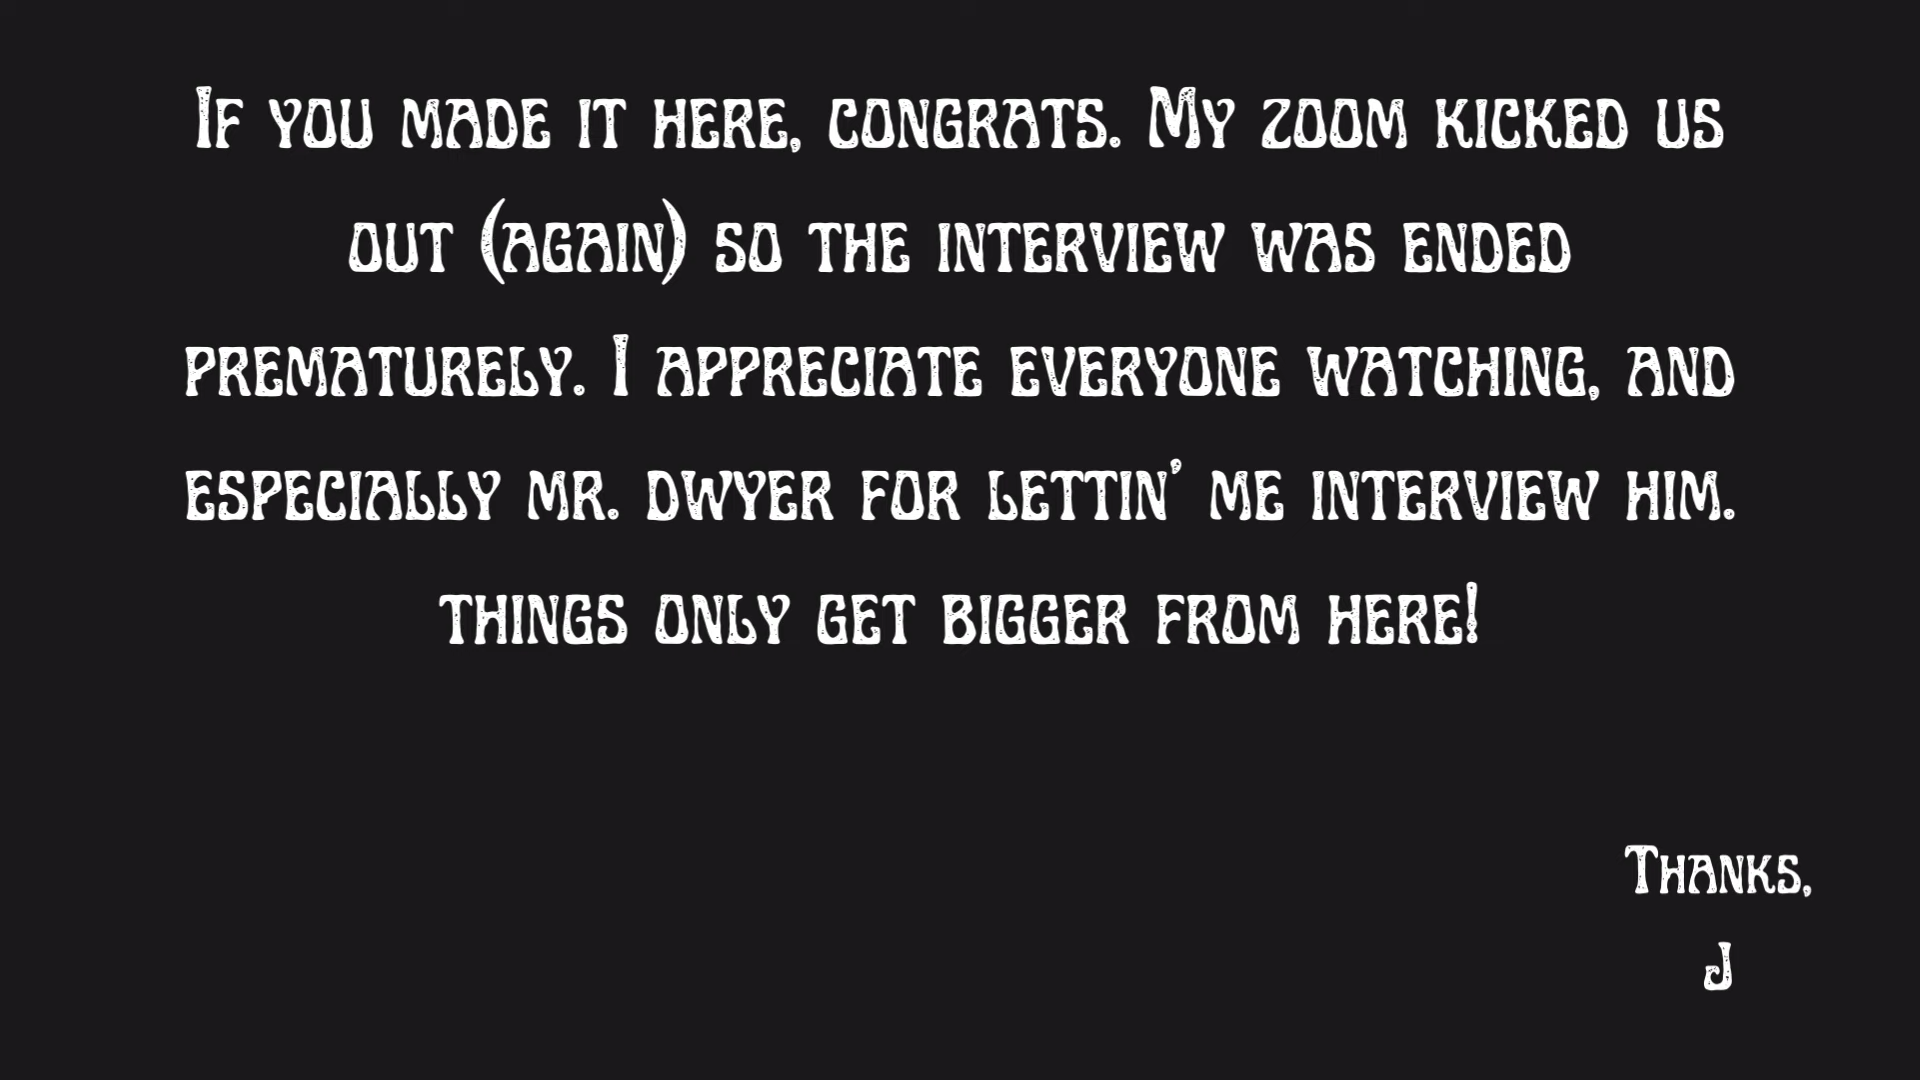 If you made it here, congrats. My zoom kicked us
out (again) so the interview was ended
prematurely. I appreciate everyone watching, and
especially mr. dwyer for lettin' me interview him.
things only get bigger from here!
Thanks,
J